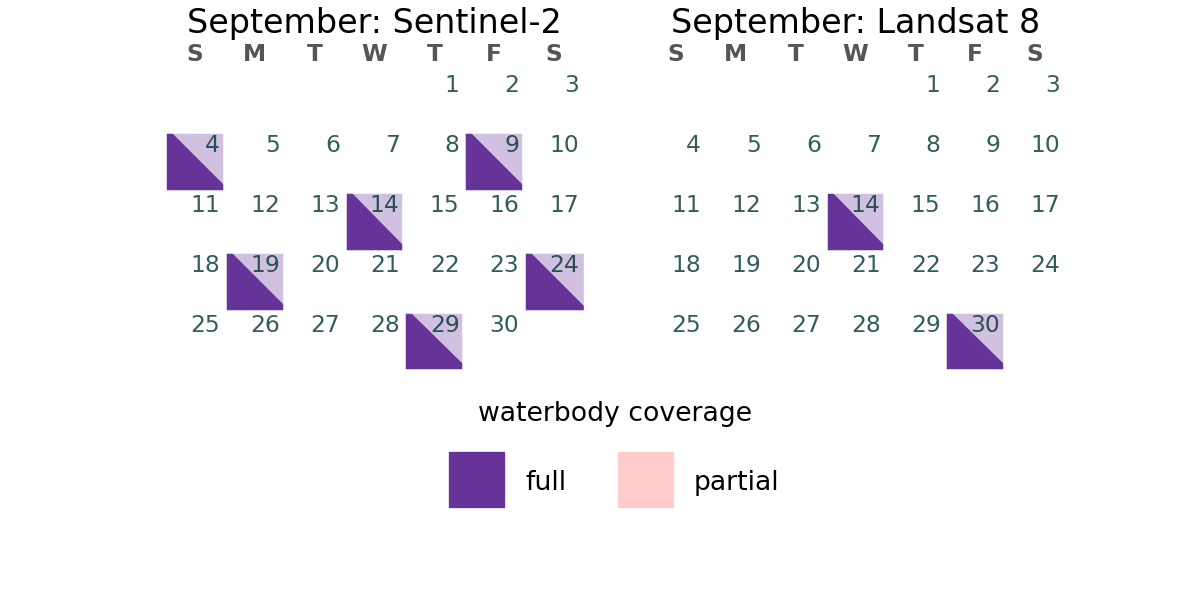 September: Sentinel-2
S M T W T F S
1 2 3
4 5 6 7 8 9 10
11 12 13 14 15 16 17
18 19 20 21 22 23 24
25 26 27 28 29 30
September: Landsat 8
S M T W T F S
1 2 3
4 5 6 7 8 9 10
11 12 13 14 15 16 17
18 19 20 21 22 23 24
25 26 27 28 29 30
waterbody coverage
full partial